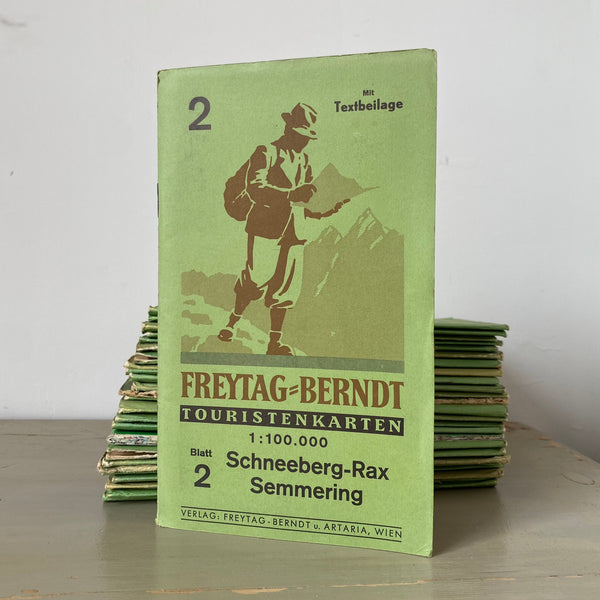 2
Mit
Textbeilage
FREYTAG=BERNDT
TOURISTENKARTEN
1:100.000
Blatt
2
Schneeberg-Rax
Semmering
VERLAG: FREYTAG-BERNDT u. ARTARIA, WIEN